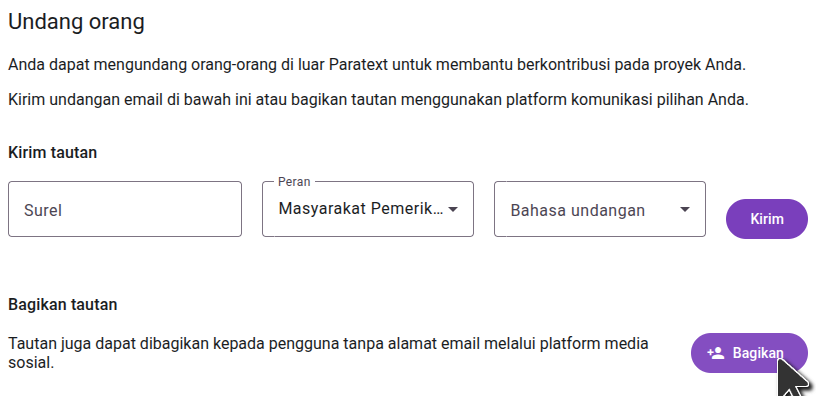 Undang orang
Anda dapat mengundang orang-orang di luar Paratext untuk membantu berkontribusi pada proyek Anda.
Kirim undangan email di bawah ini atau bagikan tautan menggunakan platform komunikasi pilihan Anda.
Kirim tautan
Surel
Peran
Masyarakat Pemerik...
Bahasa undangan
Kirim
Bagikan tautan
Tautan juga dapat dibagikan kepada pengguna tanpa alamat email melalui platform media
sosial.
Bagikan